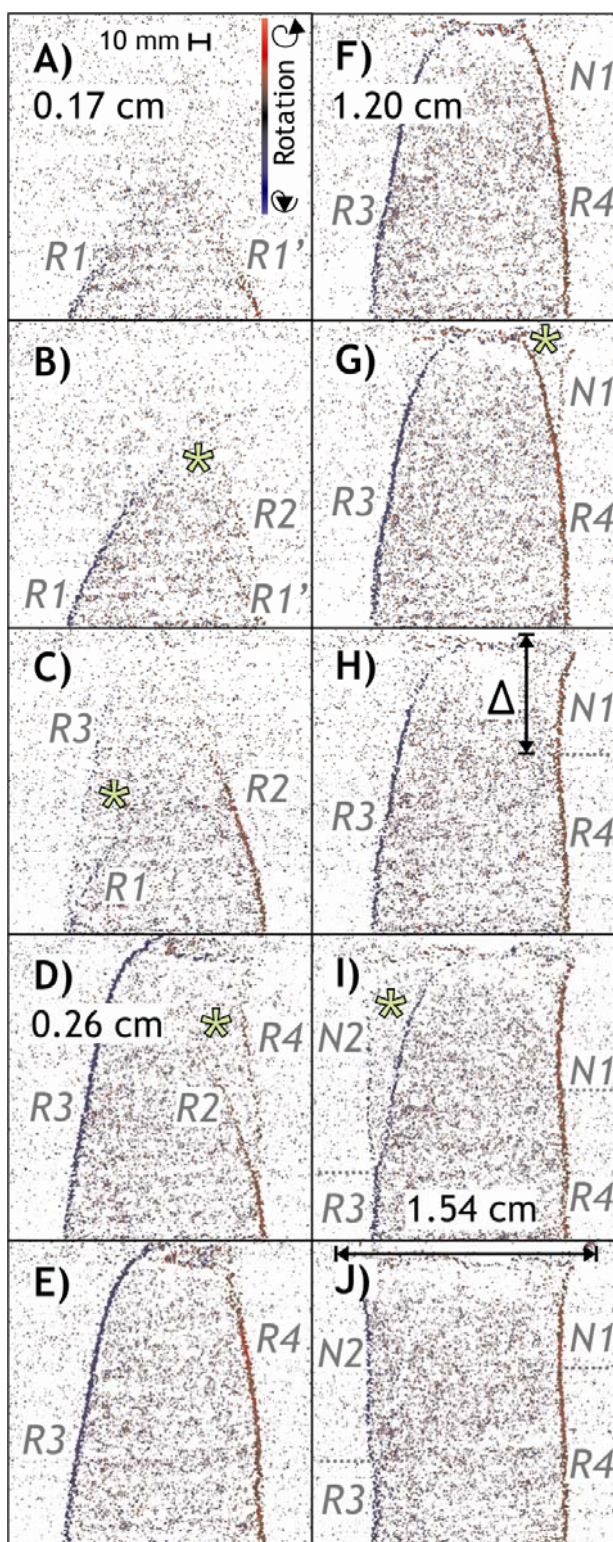 A)
10 mm
0.17 cm
Rotation
R1
R1'
B)
*
R2
R1
R1'
C)
R3
*
R2
R1
D)
0.26 cm
*
R4
R3
R2
E)
R4
R3
F)
N1
1.20 cm
R3
R4
G)
*
N1
R3
R4
H)
Δ
N1
R3
R4
I)
*
N2
N1
R3
1.54 cm
R4
J)
N2
N1
R3
R4